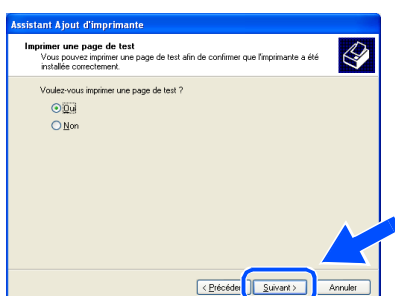 Assistant Ajout d'imprimante
Imprimer une page de test
Vous pouvez imprimer une page de test afin de confirmer que l'imprimante a été
installée correctement.
Voulez-vous imprimer une page de test ?
Oui
Non
< Précédent Suivant > Annuler